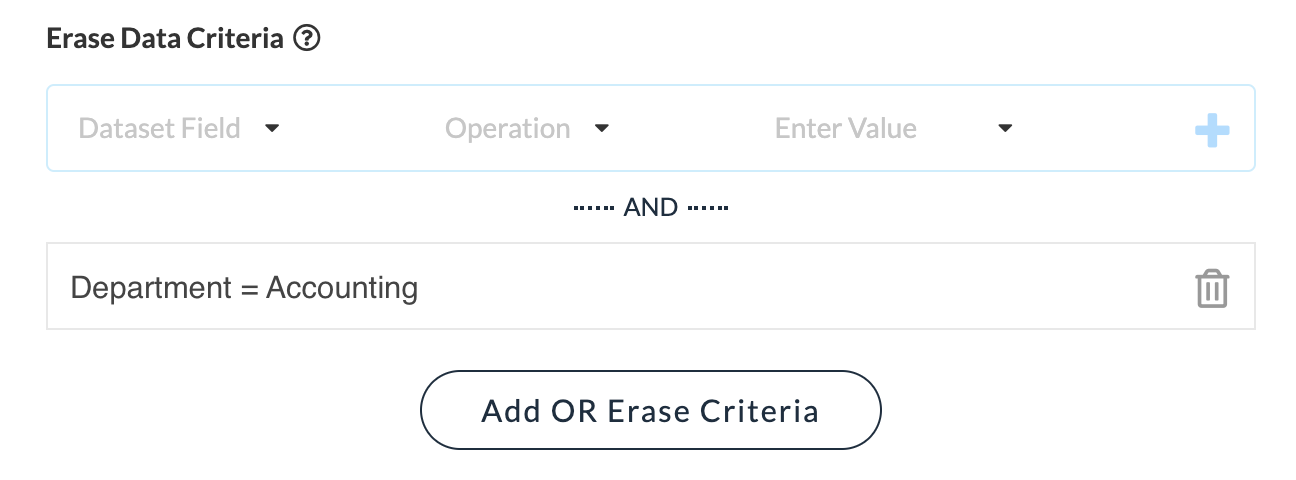 Erase Data Criteria
Dataset Field Operation Enter Value
AND
Department = Accounting
Add OR Erase Criteria